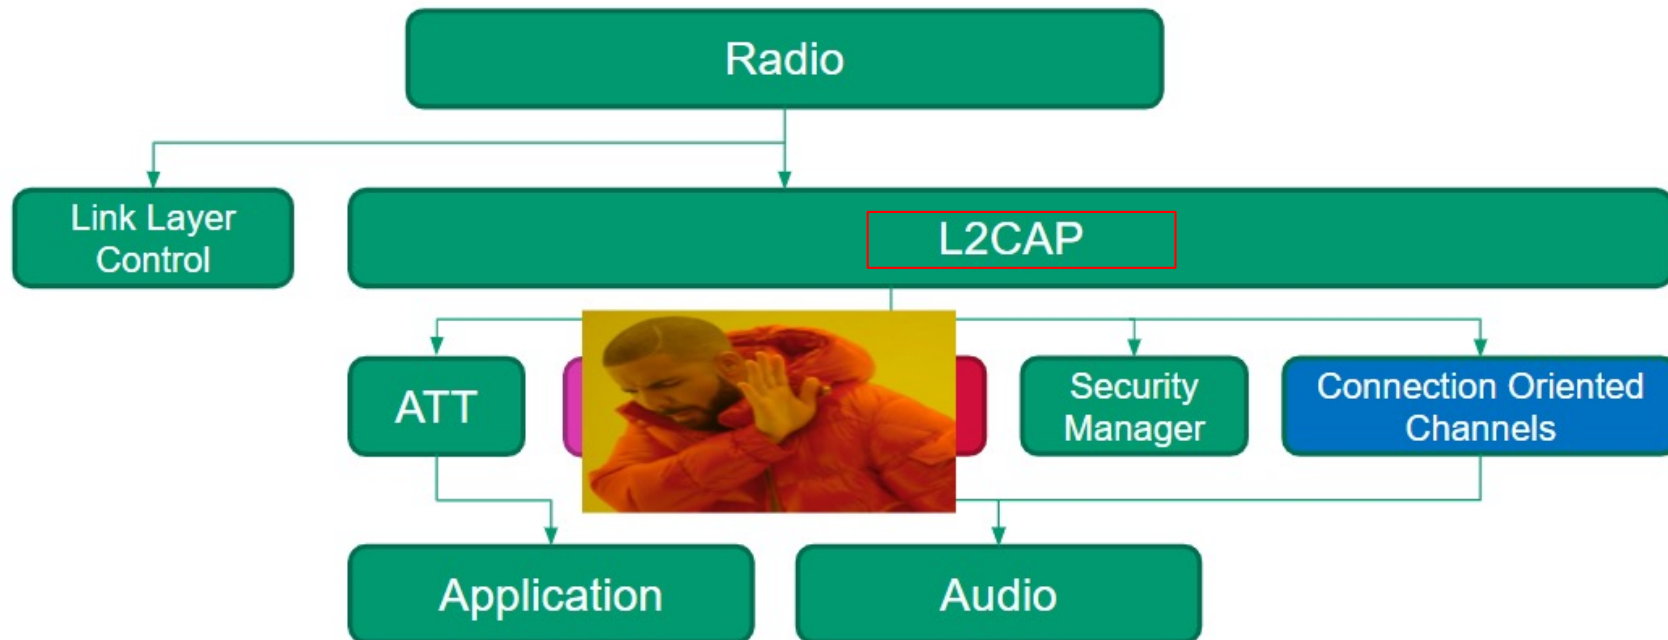 Radio
Link Layer
Control
L2CAP
ATT
Security
Manager
Connection Oriented
Channels
Application
Audio